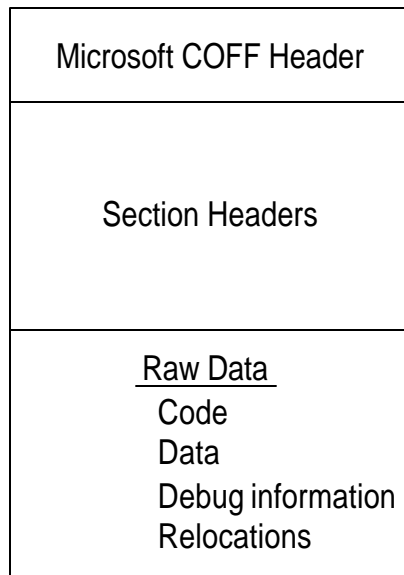 Microsoft COFF Header
Section Headers
Raw Data
Code
Data
Debug information
Relocations